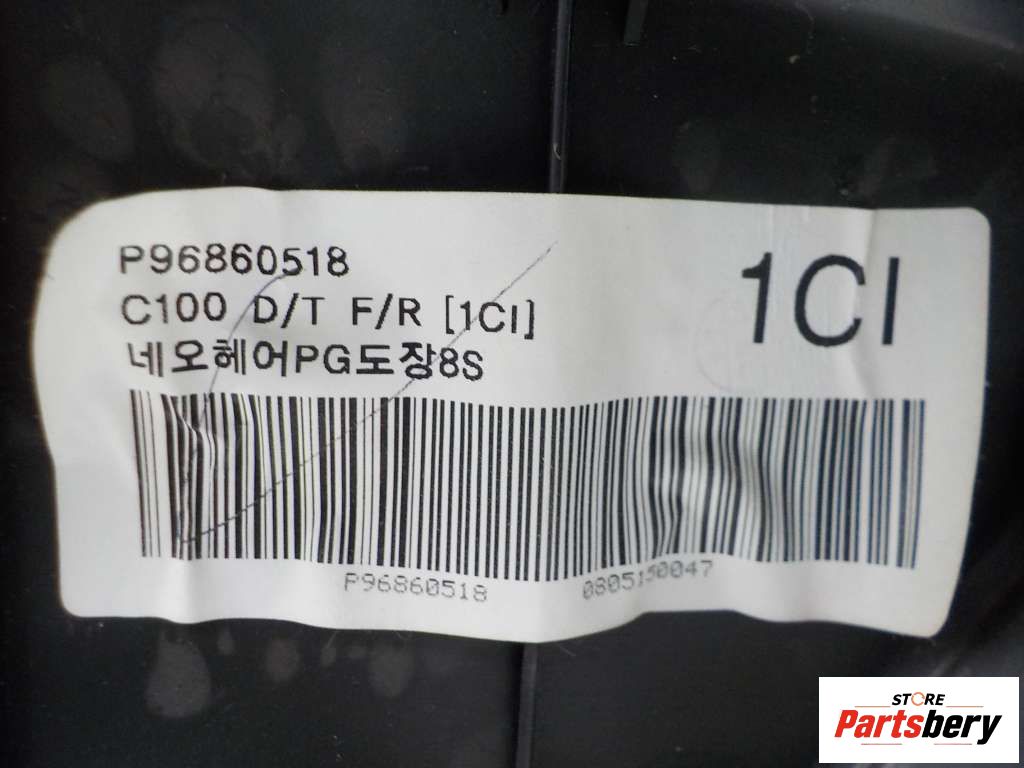 P96860518
1CI
C100 D/T F/R [1CI]
네오헤어PG도장8S
P96860518 0805150047
STORE
Partsbery